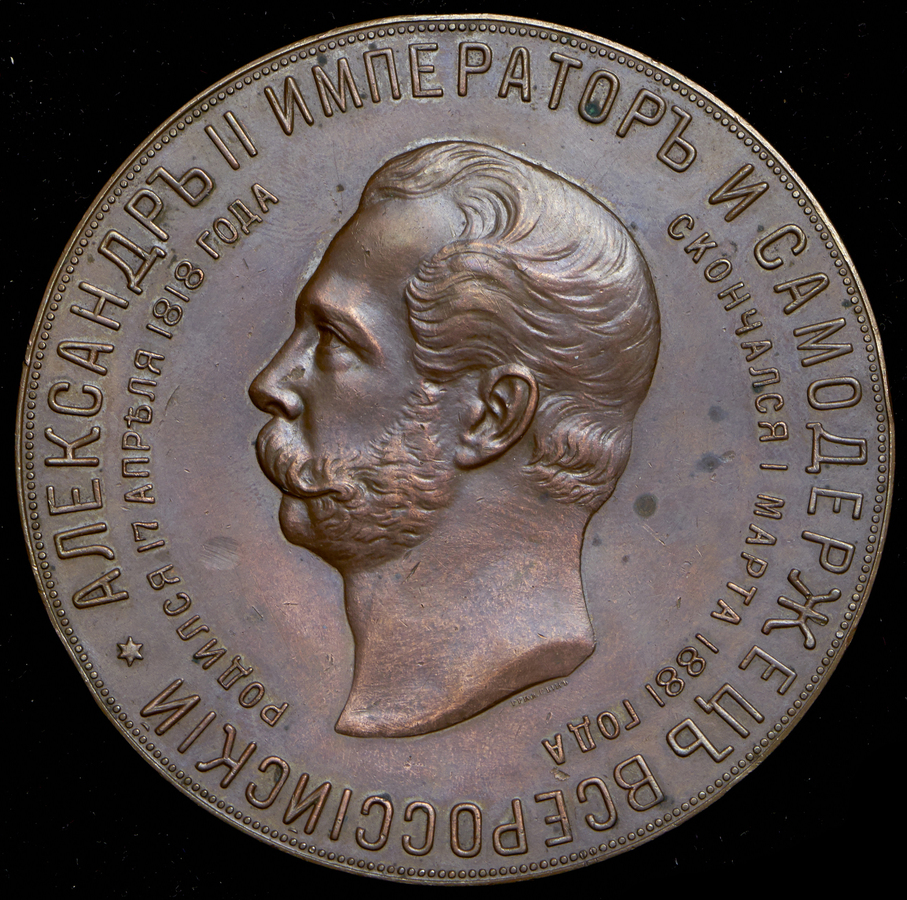 АЛЕКСАНДРЪ II ИМПЕРАТОРЪ И САМОДЕРЖЕЦЪ ВСЕРОССІЙСКІЙ
РОДИЛСЯ 17 АПРѢЛЯ 1818 ГОДА
СКОНЧАЛСЯ 1 МАРТА 1881 ГОДА